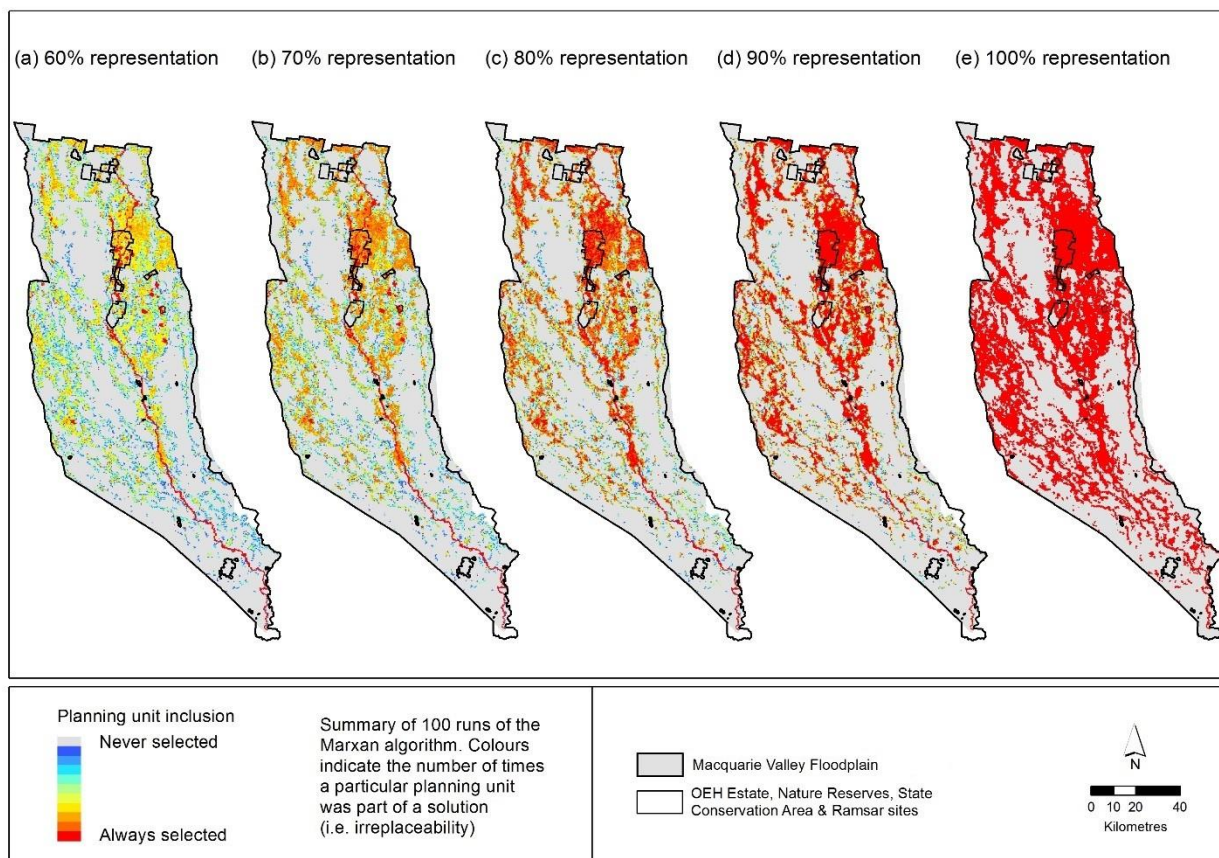 (a) 60% representation
(b) 70% representation
(c) 80% representation
(d) 90% representation
(e) 100% representation
Planning unit inclusion
Never selected
Always selected
Summary of 100 runs of the
Marxan algorithm. Colours
indicate the number of times
a particular planning unit
was part of a solution
(i.e. irreplaceability)
Macquarie Valley Floodplain
OEH Estate, Nature Reserves, State
Conservation Area & Ramsar sites
N
0 10 20 40
Kilometres